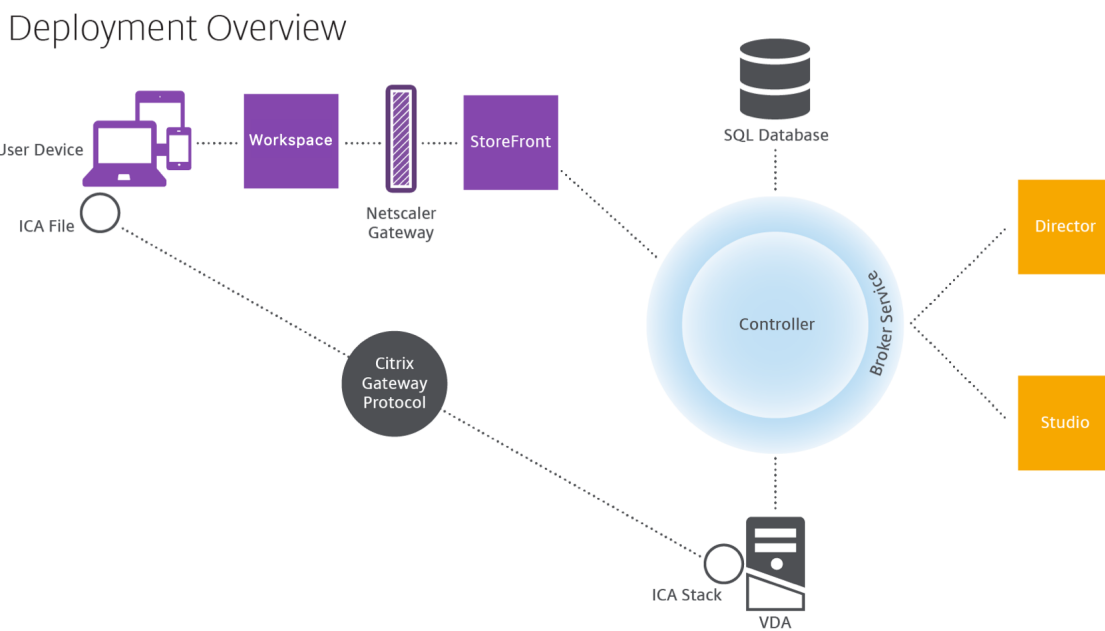 Deployment Overview
SQL Database
User Device
Workspace
StoreFront
Netscaler
Gateway
ICA File
Director
Broker Service
Controller
Citrix
Gateway
Protocol
Studio
ICA Stack
VDA